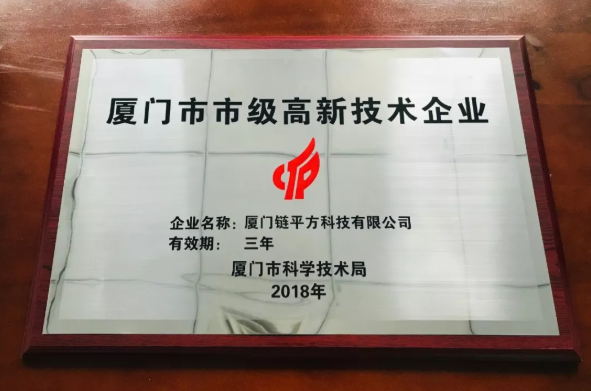 厦门市市级高新技术企业
企业名称：厦门链平方科技有限公司
有效期： 三年
厦门市科学技术局
2018年